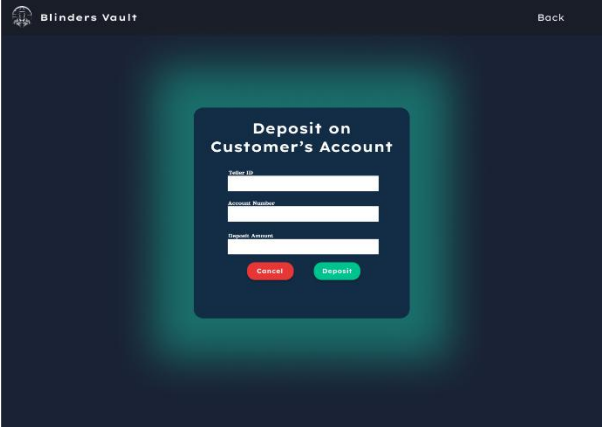 Blinders Vault
Back
Deposit on
Customer's Account
Teller ID
Account Number
Deposit Amount
Cancel
Deposit